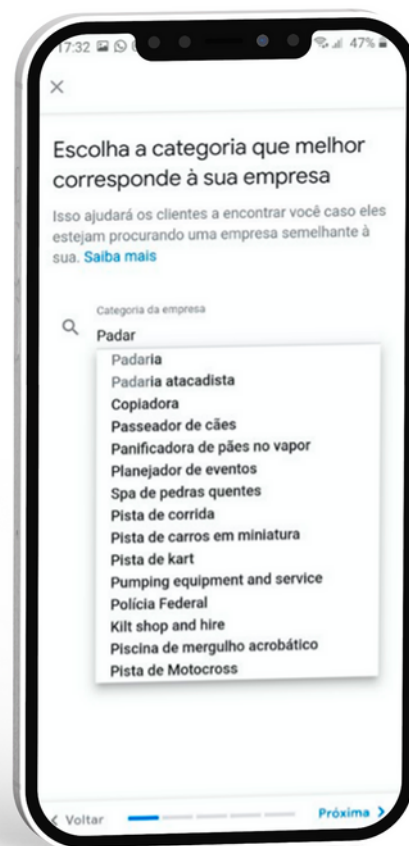 17:32
47%
Escolha a categoria que melhor
corresponde à sua empresa
Isso ajudará os clientes a encontrar você caso eles
estejam procurando uma empresa semelhante à
sua. Saiba mais
Categoria da empresa
Padar
Padaria
Padaria atacadista
Copiadora
Passeador de cães
Panificadora de pães no vapor
Planejador de eventos
Spa de pedras quentes
Pista de corrida
Pista de carros em miniatura
Pista de kart
Pumping equipment and service
Polícia Federal
Kilt shop and hire
Piscina de mergulho acrobático
Pista de Motocross
Voltar
Próxima